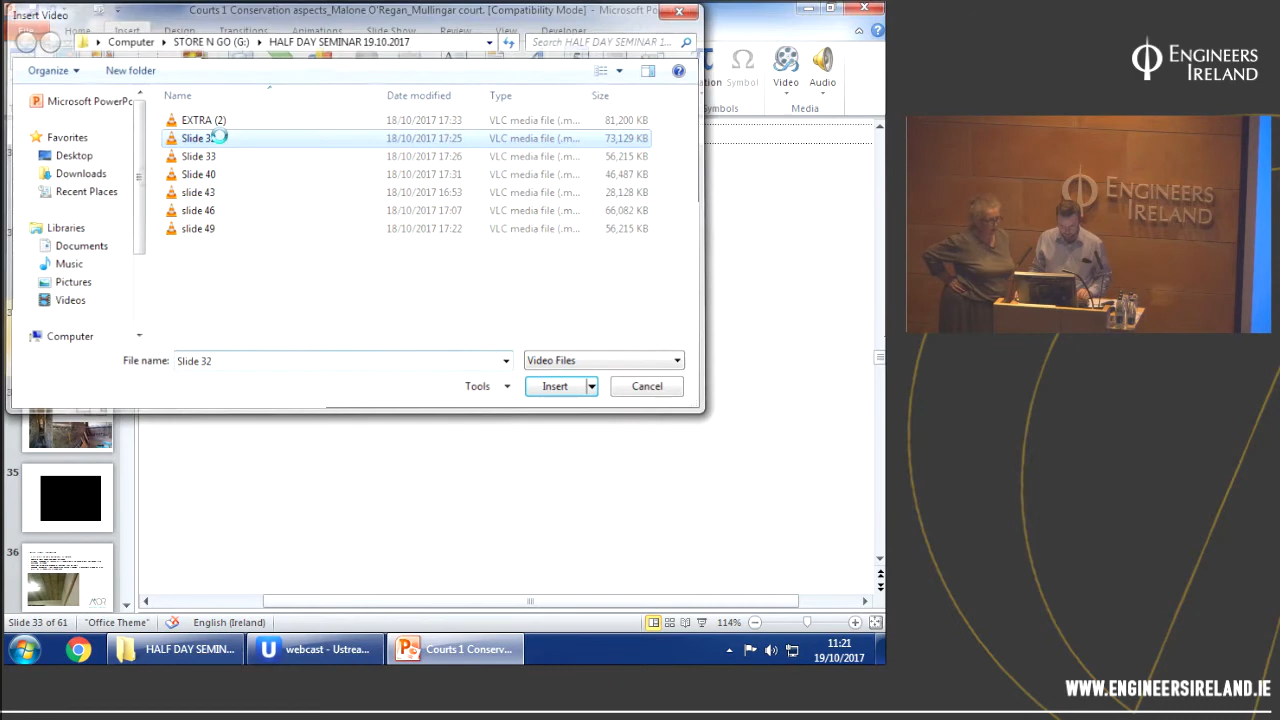 Insert Video
Courts 1 Conservation aspects_Malone O'Regan_Mullingar court. [Compatibility Mode] -
Computer
STORE N GO (G:)
HALF DAY SEMINAR 19.10.2017
Search HALF DAY SEMINAR 1...
Organize
New folder
Symbol
Video
Audio
Media
Name
Date modified
Type
Size
Microsoft PowerPo
Favorites
Desktop
Downloads
Recent Places
Libraries
Documents
Music
Pictures
Videos
Computer
EXTRA (2) 18/10/2017 17:33 VLC media file (.m... 81,200 KB
Slide 3 18/10/2017 17:25 VLC media file (.m... 73,129 KB
Slide 33 18/10/2017 17:26 VLC media file (.m... 56,215 KB
Slide 40 18/10/2017 17:31 VLC media file (.m... 46,487 KB
slide 43 18/10/2017 16:53 VLC media file (.m... 28,128 KB
slide 46 18/10/2017 17:07 VLC media file (.m... 66,082 KB
slide 49 18/10/2017 17:22 VLC media file (.m... 56,215 KB
File name: Slide 32
Video Files
Tools
Insert
Cancel
35
36
Slide 33 of 61
"Office Theme"
English (Ireland)
114%
HALF DAY SEMIN...
webcast - Ustrea...
Courts 1 Conserv...
11:21
19/10/2017
ENGINEERS
IRELAND
ENGINEERS
IRELAND
WWW.ENGINEERSIRELAND.IE